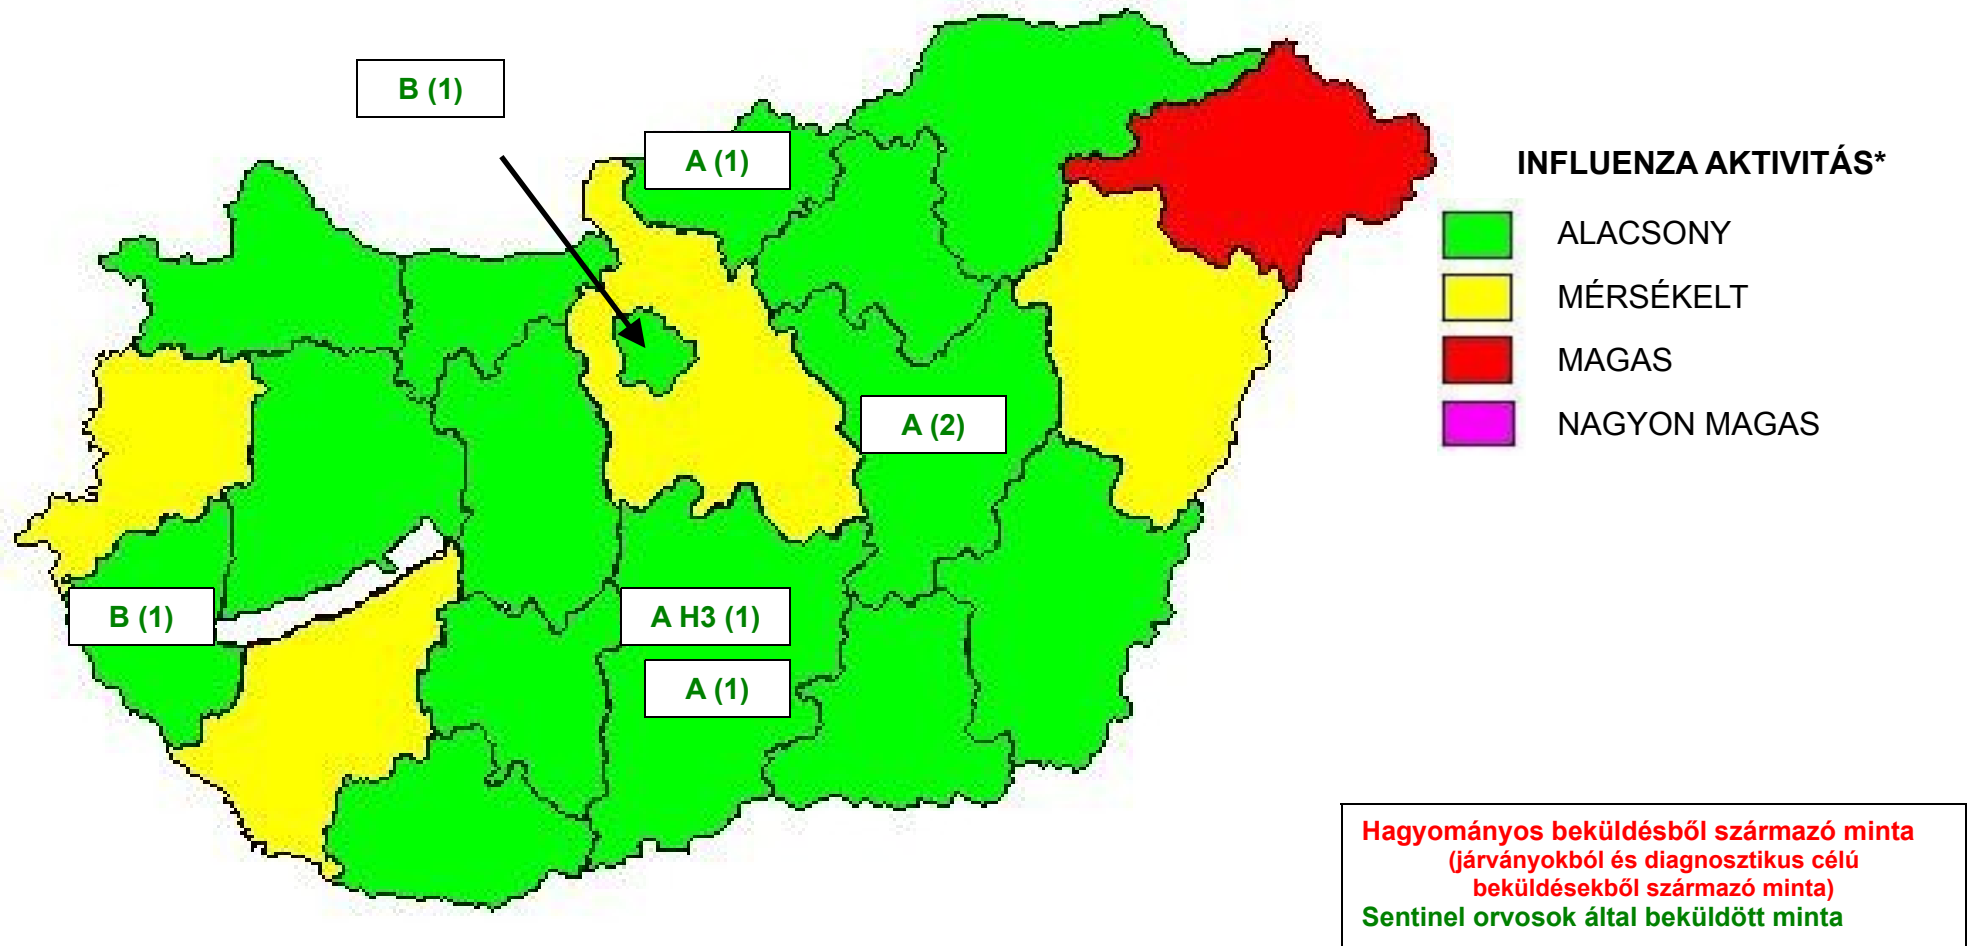 B (1)
A (1)
INFLUENZA AKTIVITÁS*
ALACSONY
MÉRSÉKELT
MAGAS
NAGYON MAGAS
A (2)
B (1)
A H3 (1)
A (1)
Hagyományos beküldésből származó minta
(járványokból és diagnosztikus célú
beküldésekből származó minta)
Sentinel orvosok által beküldött minta